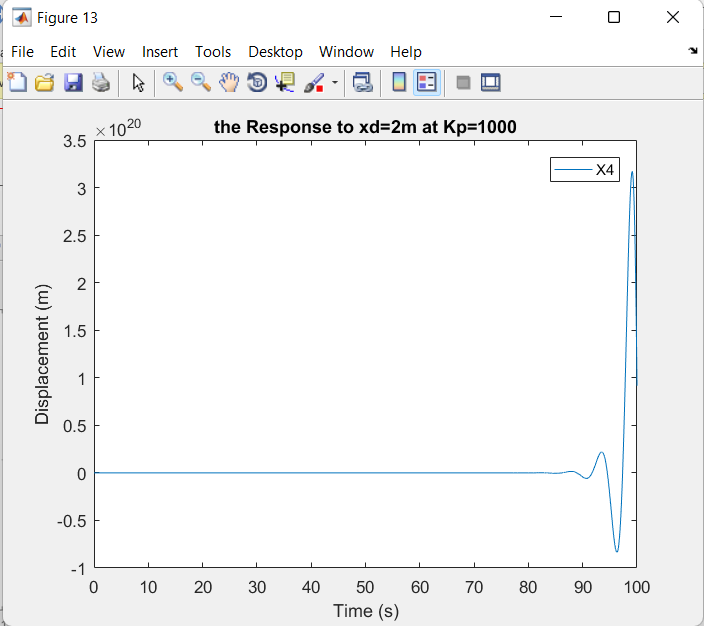 Figure 13
File Edit View Insert Tools Desktop Window Help
the Response to xd=2m at Kp=1000
×10^20
3.5
3
2.5
2
1.5
1
0.5
0
-0.5
-1
Displacement (m)
X4
0 10 20 30 40 50 60 70 80 90 100
Time (s)